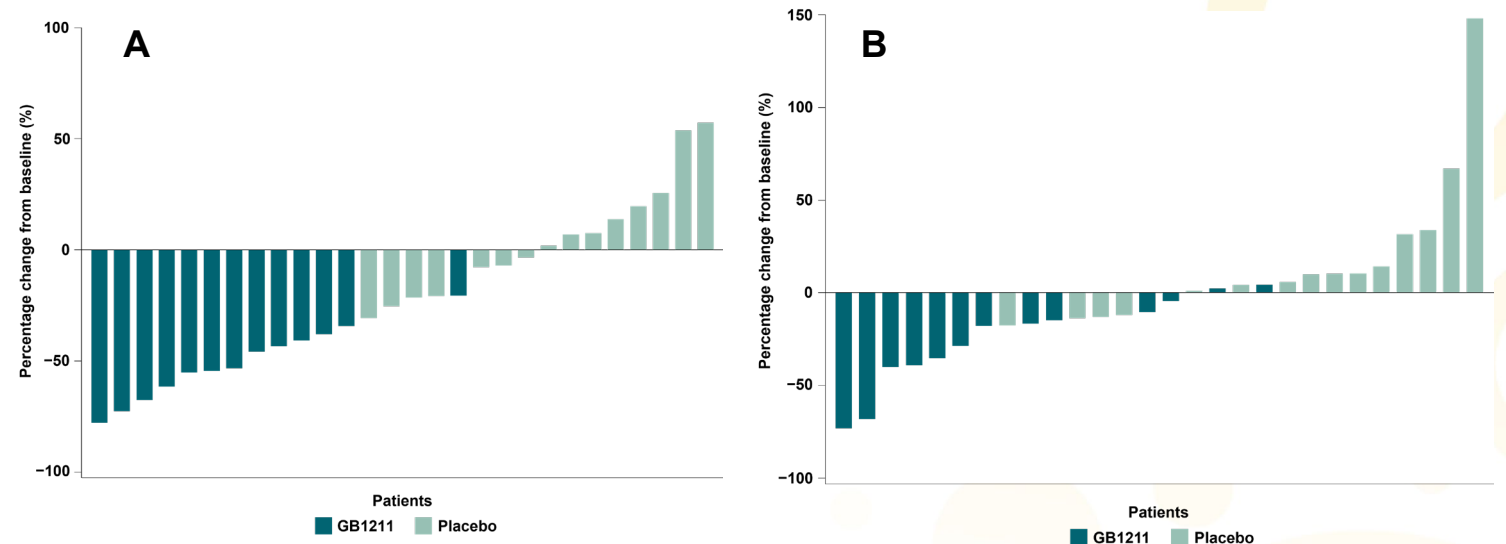 A
Percentage change from baseline (%)
100
50
0
−50
−100
Patients
GB1211 Placebo
B
Percentage change from baseline (%)
150
100
50
0
−50
−100
Patients
GB1211 Placebo